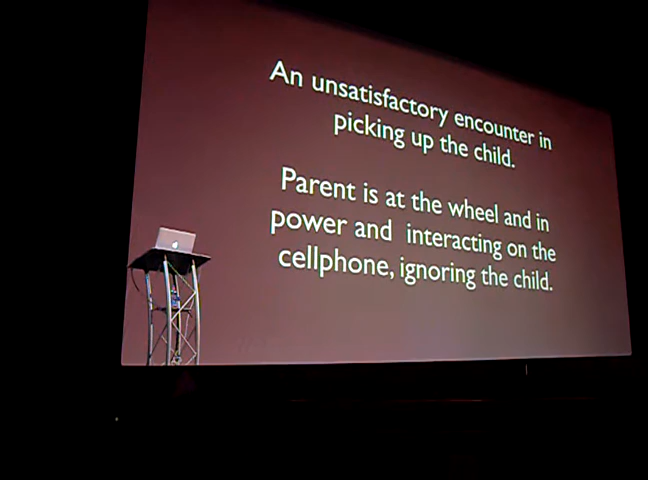 An unsatisfactory encounter in
picking up the child.
Parent is at the wheel and in
power and interacting on the
cellphone, ignoring the child.